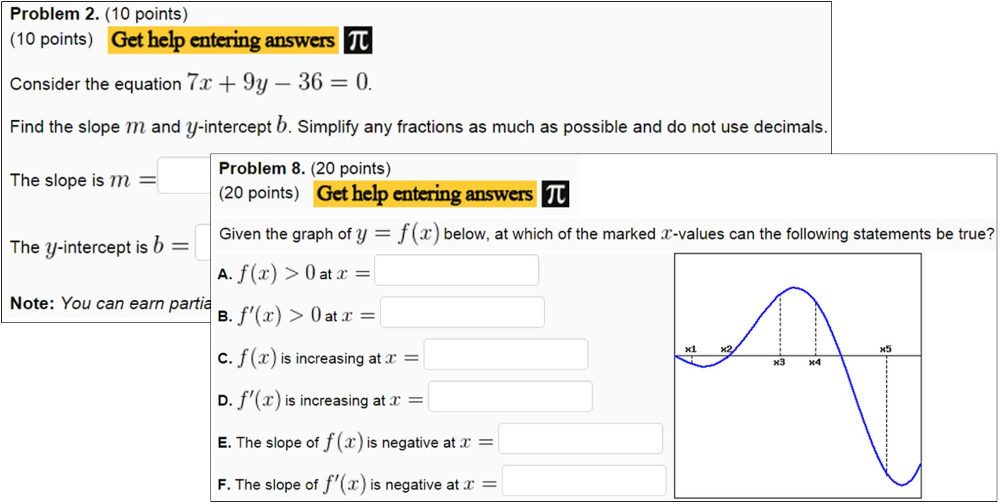 Problem 2. (10 points)
(10 points) Get help entering answers π
Consider the equation 7x + 9y − 36 = 0.
Find the slope m and y-intercept b. Simplify any fractions as much as possible and do not use decimals.
The slope is m =
The y-intercept is b =
Note: You can earn partia
Problem 8. (20 points)
(20 points) Get help entering answers π
Given the graph of y = f(x) below, at which of the marked x-values can the following statements be true?
A. f(x) > 0 at x =
B. f′(x) > 0 at x =
C. f(x) is increasing at x =
D. f′(x) is increasing at x =
E. The slope of f(x) is negative at x =
F. The slope of f′(x) is negative at x =
x1 x2 x5
x3 x4